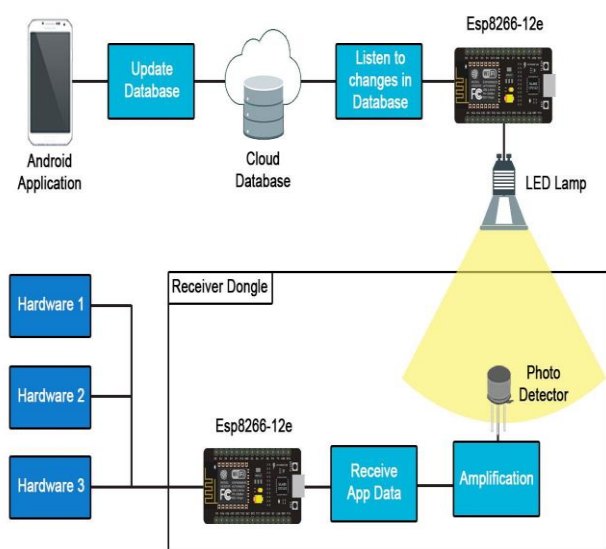 Esp8266-12e
Update
Database
Listen to
changes in
Database
Android
Application
Cloud
Database
LED Lamp
Receiver Dongle
Hardware 1
Hardware 2
Hardware 3
Photo
Detector
Esp8266-12e
Receive
App Data
Amplification